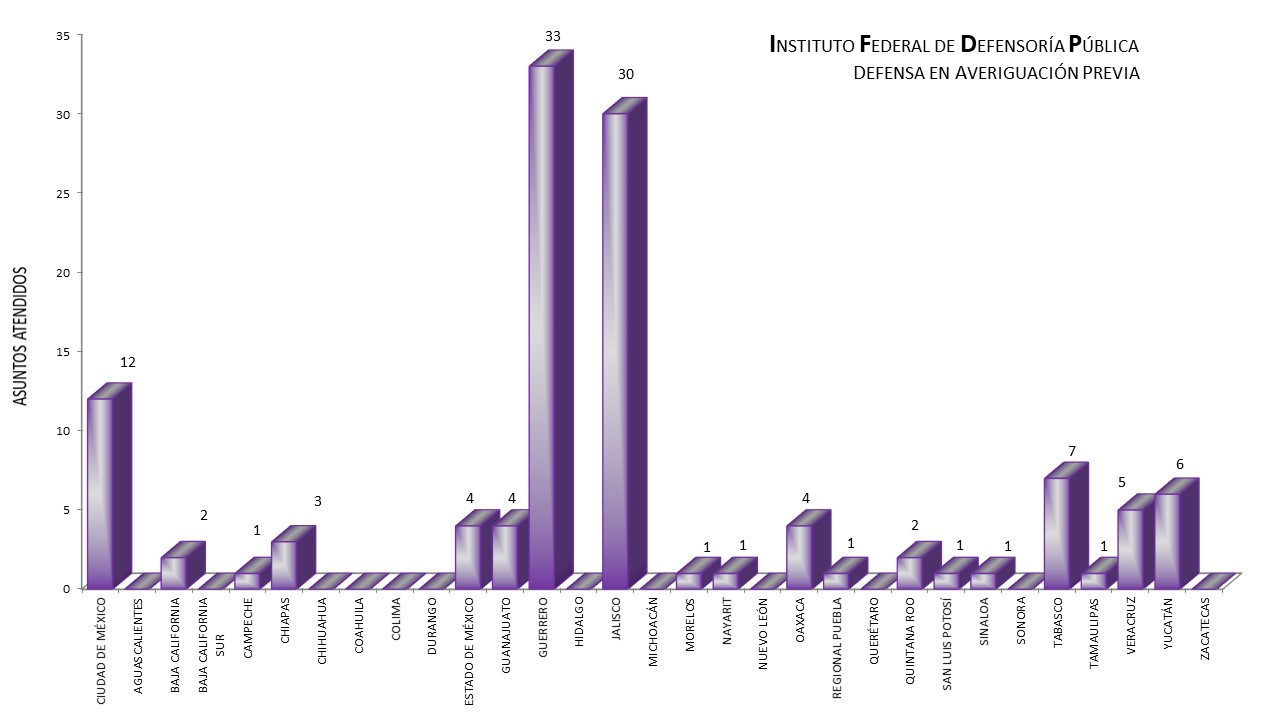 INSTITUTO FEDERAL DE DEFENSORÍA PÚBLICA
DEFENSA EN AVERIGUACIÓN PREVIA
ASUNTOS ATENDIDOS
35
30
25
20
15
10
5
0
12
2
1
3
4
4
33
30
1
1
4
1
2
1
1
7
1
5
6
CIUDAD DE MÉXICO
AGUASCALIENTES
BAJA CALIFORNIA
BAJA CALIFORNIA
SUR
CAMPECHE
CHIAPAS
CHIHUAHUA
COAHUILA
COLIMA
DURANGO
ESTADO DE MÉXICO
GUANAJUATO
GUERRERO
HIDALGO
JALISCO
MICHOACÁN
MORELOS
NAYARIT
NUEVO LEÓN
OAXACA
REGIONAL PUEBLA
QUERÉTARO
QUINTANA ROO
SAN LUIS POTOSÍ
SINALOA
SONORA
TABASCO
TAMAULIPAS
VERACRUZ
YUCATÁN
ZACATECAS